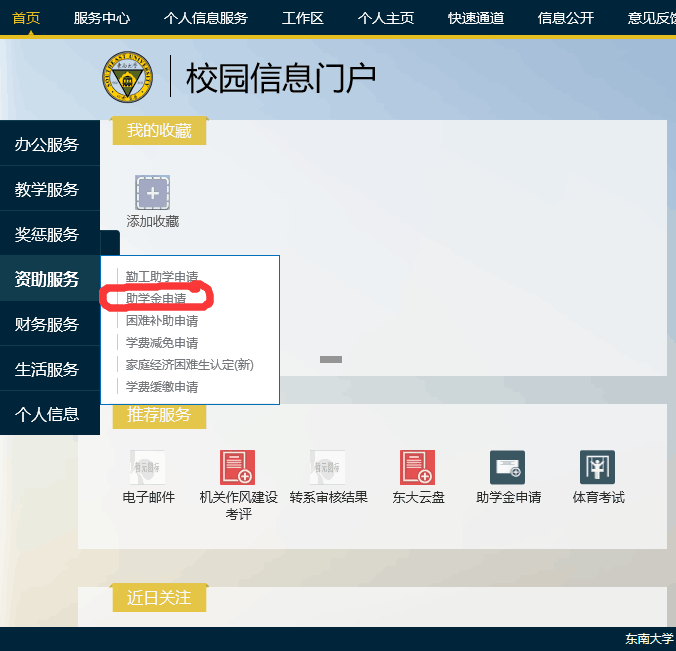 首页 服务中心 个人信息服务 工作区 个人主页 快速通道 信息公开 意见反馈
SOUTHEAST UNIVERSITY
校园信息门户
办公服务
教学服务
奖惩服务
资助服务
财务服务
生活服务
个人信息
我的收藏
添加收藏
勤工助学申请
助学金申请
困难补助申请
学费减免申请
家庭经济困难生认定(新)
学费缓缴申请
推荐服务
电子邮件
机关作风建设
考评
转系审核结果
东大云盘
助学金申请
体育考试
近日关注
东南大学